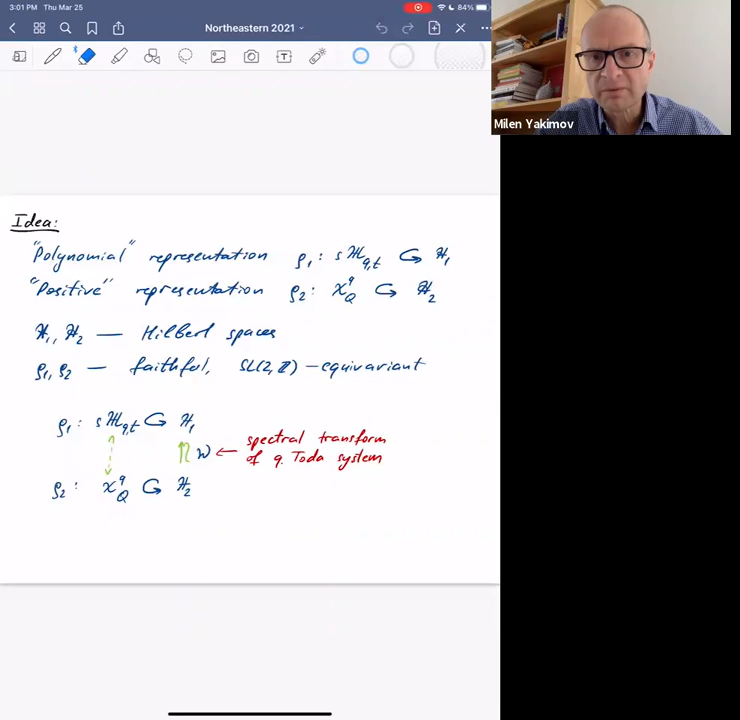 3:01 PM Thu Mar 25
84%
Northeastern 2021
Milen Yakimov
Idea:
"Polynomial" representation ρ₁: sℋ_{q,t} ↻ ℋ₁
"Positive" representation ρ₂: χ_Q^q ↻ ℋ₂
ℋ₁, ℋ₂ — Hilbert spaces
ρ₁, ρ₂ — faithful, SL(2,ℤ)-equivariant
ρ₁: sℋ_{q,t} ↻ ℋ₁
W ← spectral transform
of q. Toda system
ρ₂: χ_Q^q ↻ ℋ₂